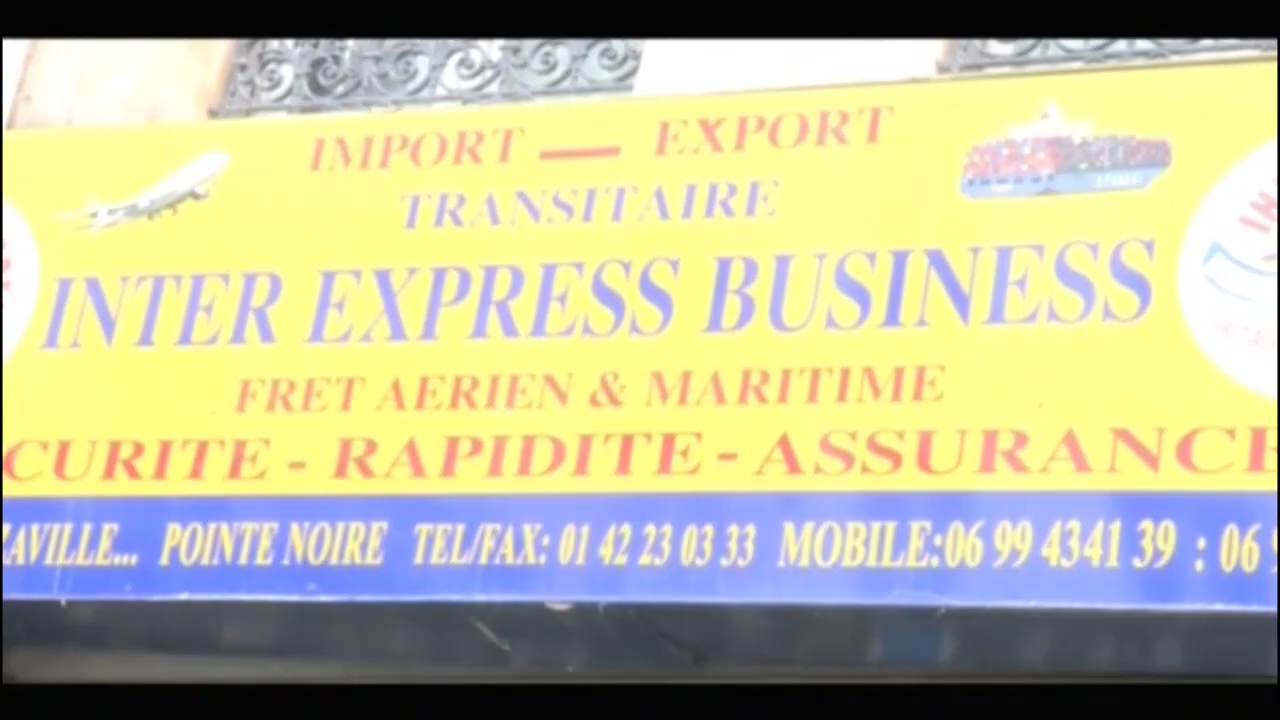 IMPORT — EXPORT
TRANSITAIRE
INTER EXPRESS BUSINESS
FRET AERIEN & MARITIME
CURITE - RAPIDITE - ASSURANCE
ZAVILLE... POINTE NOIRE TEL/FAX: 01 42 23 03 33 MOBILE:06 99 4341 39 : 06